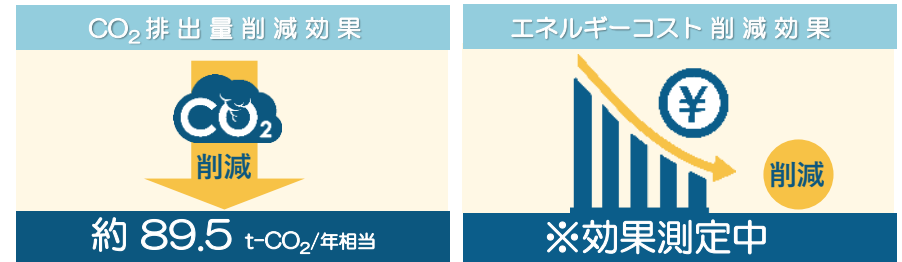 CO₂排出量削減効果
CO₂
削減
約 89.5 t-CO₂/年相当
エネルギーコスト削減効果
¥
削減
※効果測定中